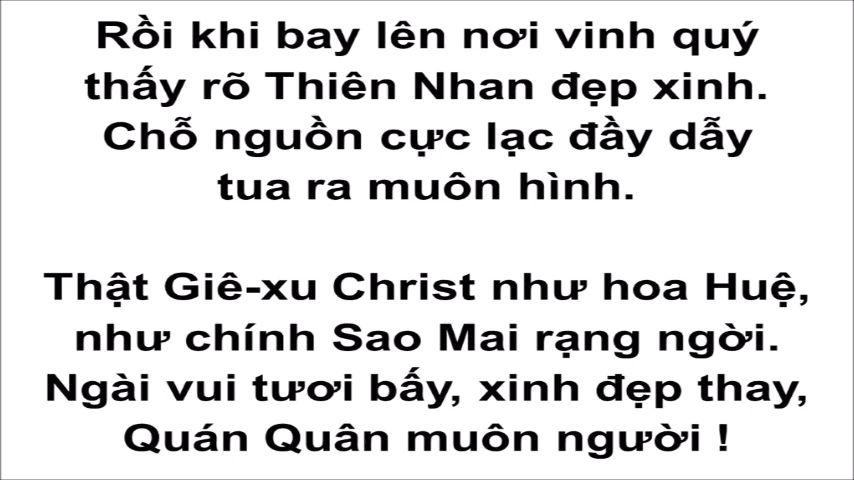 Rồi khi bay lên nơi vinh quý
thấy rõ Thiên Nhan đẹp xinh.
Chỗ nguồn cực lạc đầy dẫy
tua ra muôn hình.
Thật Giê-xu Christ như hoa Huệ,
như chính Sao Mai rạng ngời.
Ngài vui tươi bấy, xinh đẹp thay,
Quán Quân muôn người !